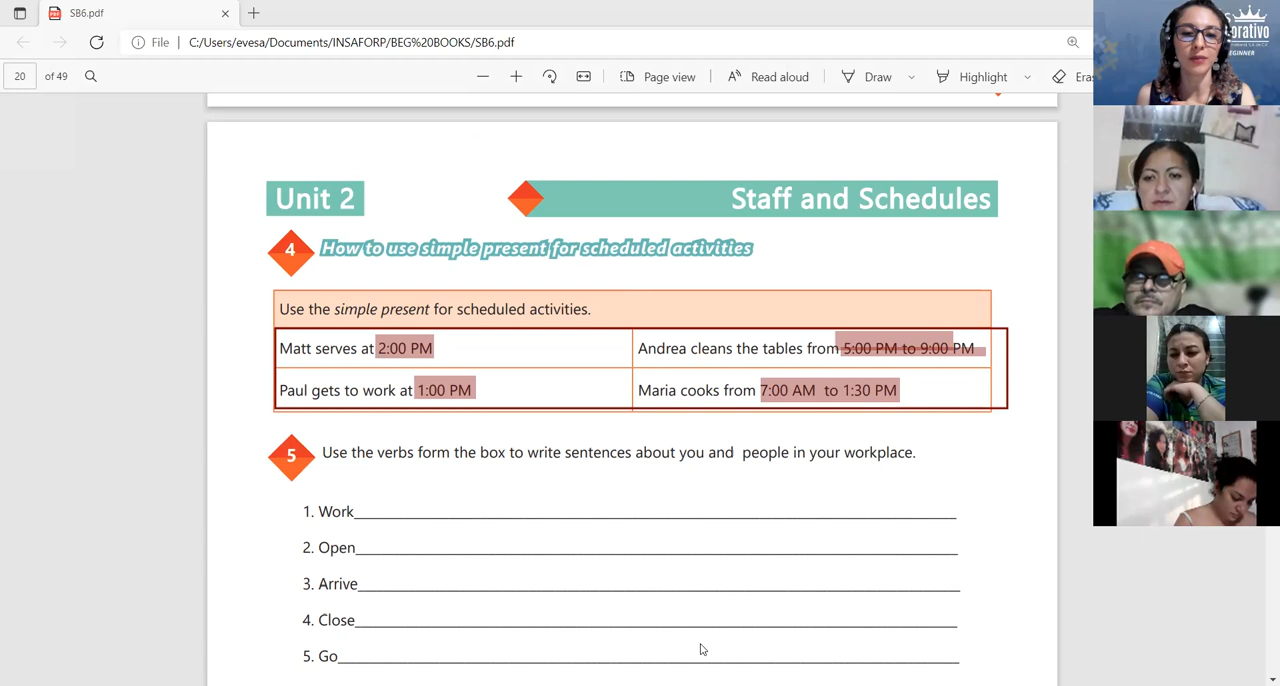 SB6.pdf
File | C:/Users/evesa/Documents/INSAFORP/BEG%20BOOKS/SB6.pdf
20 of 49
Page view
Read aloud
Draw
Highlight
Eras
orativo
EGINNER
Unit 2
Staff and Schedules
4 How to use simple present for scheduled activities
Use the simple present for scheduled activities.
Matt serves at 2:00 PM
Andrea cleans the tables from 5:00 PM to 9:00 PM
Paul gets to work at 1:00 PM
Maria cooks from 7:00 AM to 1:30 PM
5 Use the verbs form the box to write sentences about you and people in your workplace.
1. Work
2. Open
3. Arrive
4. Close
5. Go